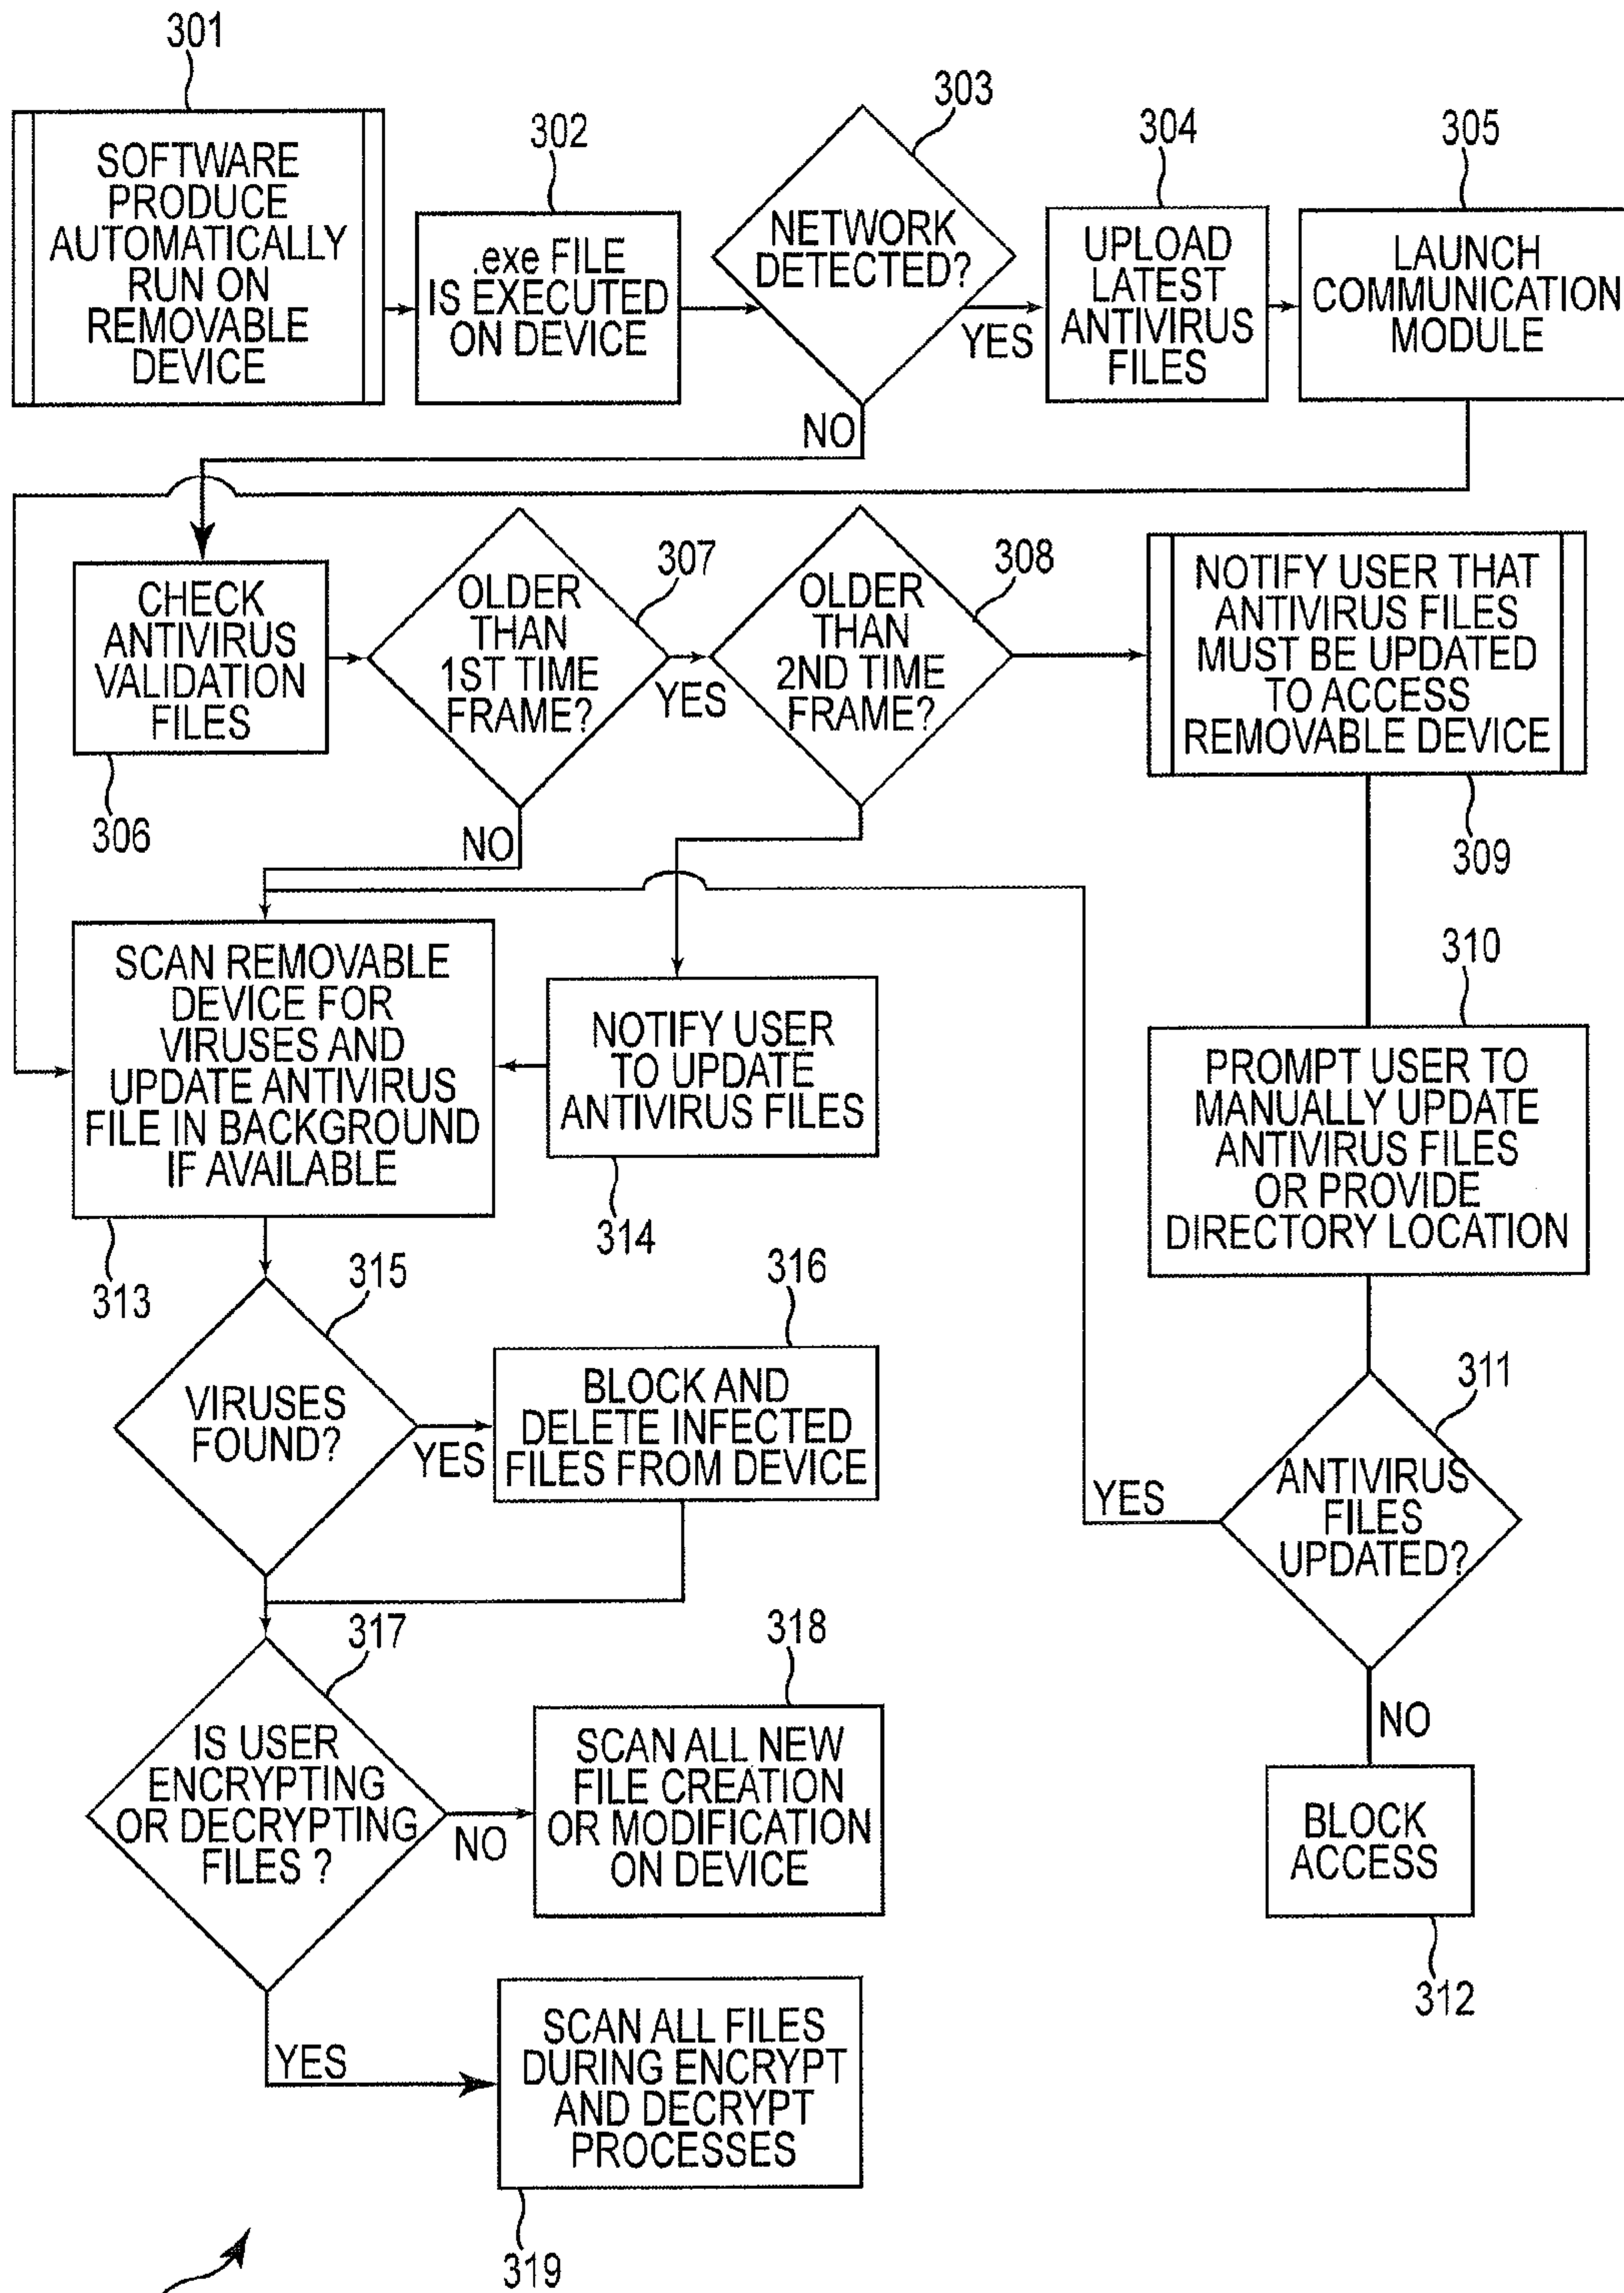 301
SOFTWARE
PRODUCE
AUTOMATICALLY
RUN ON
REMOVABLE
DEVICE
302
.exe FILE
IS EXECUTED
ON DEVICE
303
NETWORK
DETECTED?
YES
NO
304
UPLOAD
LATEST
ANTIVIRUS
FILES
305
LAUNCH
COMMUNICATION
MODULE
CHECK
ANTIVIRUS
VALIDATION
FILES
306
307
OLDER
THAN
1ST TIME
FRAME?
YES
NO
308
OLDER
THAN
2ND TIME
FRAME?
NOTIFY USER THAT
ANTIVIRUS FILES
MUST BE UPDATED
TO ACCESS
REMOVABLE DEVICE
309
SCAN REMOVABLE
DEVICE FOR
VIRUSES AND
UPDATE ANTIVIRUS
FILE IN BACKGROUND
IF AVAILABLE
313
NOTIFY USER
TO UPDATE
ANTIVIRUS FILES
314
310
PROMPT USER TO
MANUALLY UPDATE
ANTIVIRUS FILES
OR PROVIDE
DIRECTORY LOCATION
315
VIRUSES
FOUND?
YES
316
BLOCK AND
DELETE INFECTED
FILES FROM DEVICE
311
ANTIVIRUS
FILES
UPDATED?
YES
NO
317
IS USER
ENCRYPTING
OR DECRYPTING
FILES ?
NO
YES
318
SCAN ALL NEW
FILE CREATION
OR MODIFICATION
ON DEVICE
BLOCK
ACCESS
312
SCAN ALL FILES
DURING ENCRYPT
AND DECRYPT
PROCESSES
319